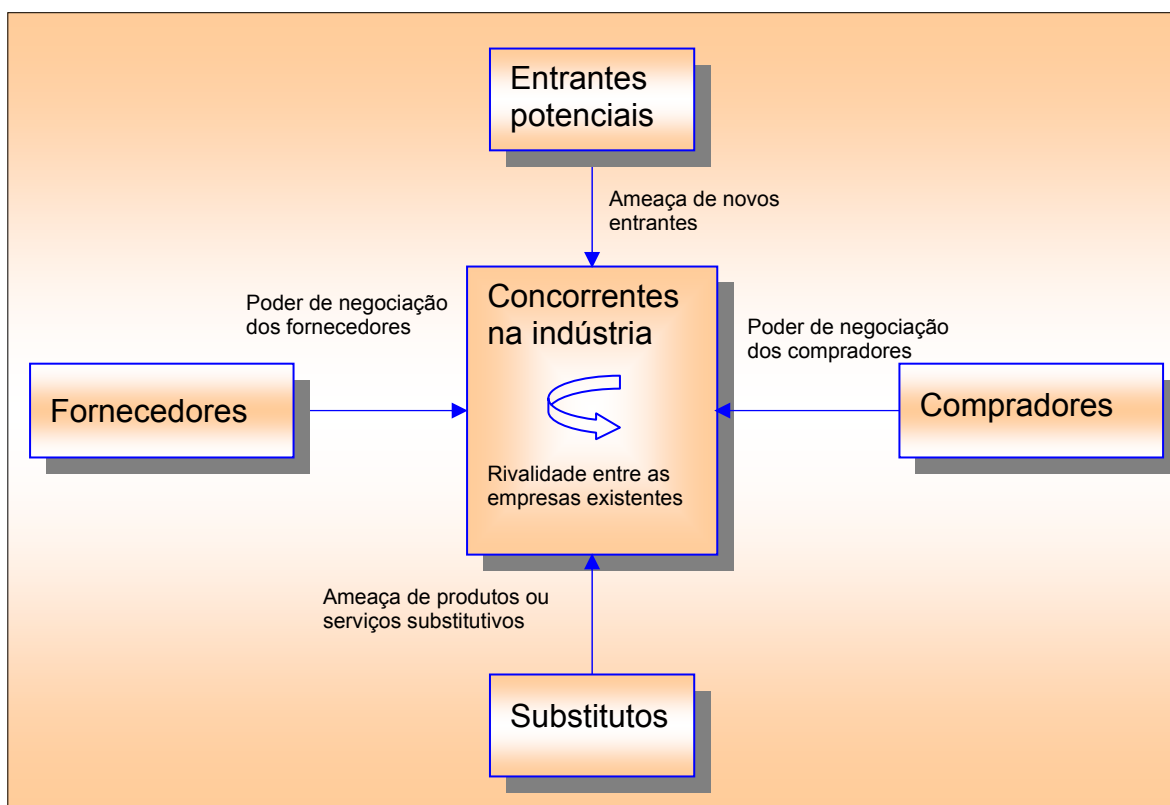 Entrantes
potenciais
Ameaça de novos
entrantes
Poder de negociação
dos fornecedores
Concorrentes
na indústria
Poder de negociação
dos compradores
Fornecedores
Compradores
Rivalidade entre as
empresas existentes
Ameaça de produtos ou
serviços substitutivos
Substitutos